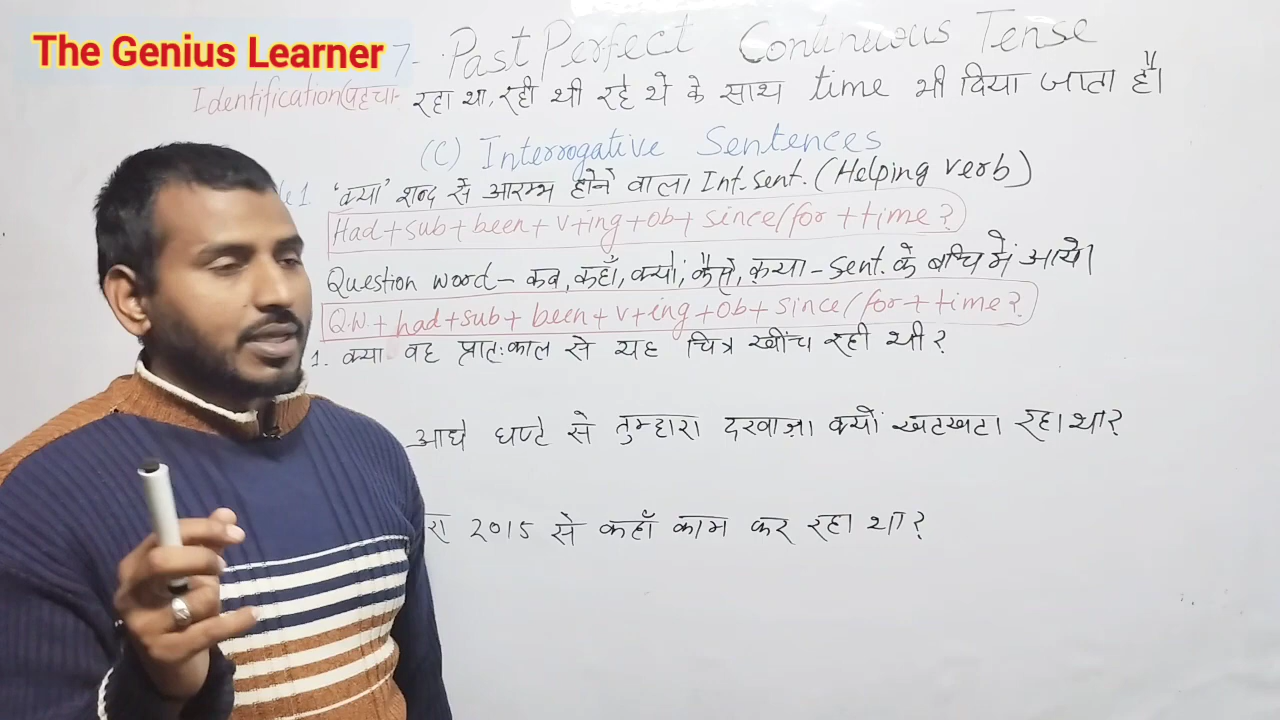 The Genius Learner
7- Past Perfect Continuous Tense
Identification(पहचा- रहा था, रही थी रहे थे के साथ time भी दिया जाता है।
(C) Interrogative Sentences
1. 'क्या' शब्द से आरम्भ होने वाला Int. Sent. (Helping verb)
Had+sub+been+v+ing+ob+since/for+time?
Question word- कब, कहाँ, क्यों, कैसे, क्या - Sent. के बीच में आये।
QW+had+sub+been+v+ing+ob+since/for+time?
1. क्या वह प्रातःकाल से यह चित्र खींच रही थी?
आधे घण्टे से तुम्हारा दरवाज़ा क्यों खटखटा रहा था?
2015 से कहाँ काम कर रहा था?